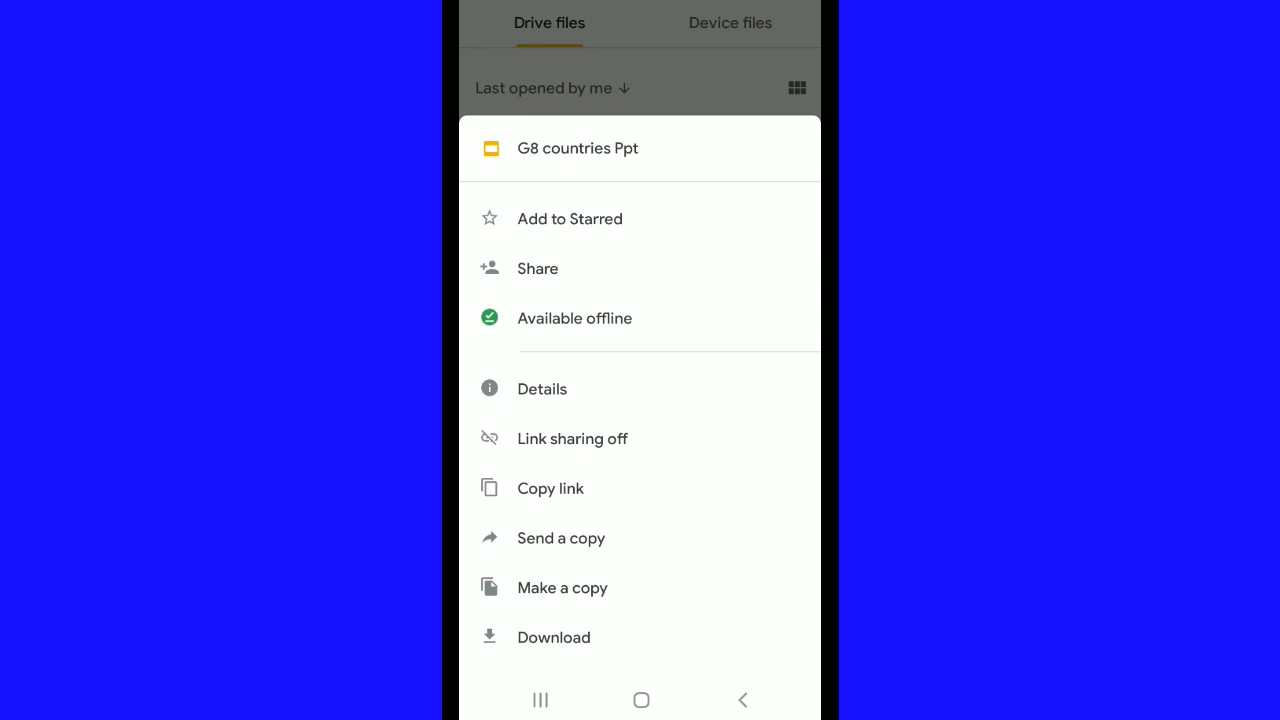 Drive files
Device files
Last opened by me
G8 countries Ppt
Add to Starred
Share
Available offline
Details
Link sharing off
Copy link
Send a copy
Make a copy
Download